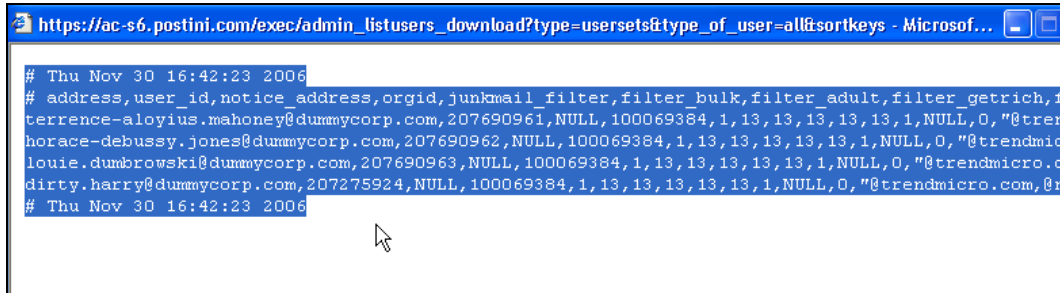 https://ac-s6.postini.com/exec/admin_listusers_download?type=usersets&type_of_user=all&sortkeys - Microsof...
# Thu Nov 30 16:42:23 2006
# address,user_id,notice_address,orgid,junkmail_filter,filter_bulk,filter_adult,filter_getrich,f
terrence-aloyius.mahoney@dummycorp.com,207690961,NULL,100069384,1,13,13,13,13,1,NULL,0,"@tren
horace-debussy.jones@dummycorp.com,207690962,NULL,100069384,1,13,13,13,13,1,NULL,0,"@trendmic
louie.dumbrowski@dummycorp.com,207690963,NULL,100069384,1,13,13,13,13,1,NULL,0,"@trendmicro.c
dirty.harry@dummycorp.com,207275924,NULL,100069384,1,13,13,13,13,1,NULL,0,"@trendmicro.com,@r
# Thu Nov 30 16:42:23 2006